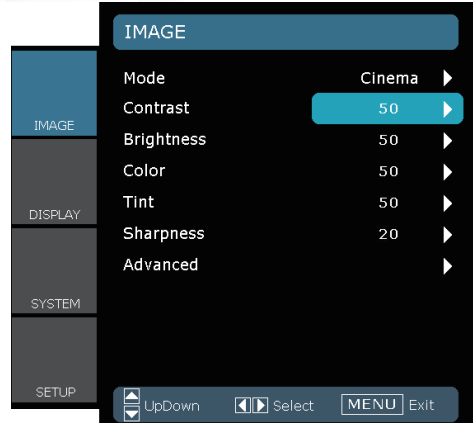 IMAGE
IMAGE
DISPLAY
SYSTEM
SETUP
Mode Cinema
Contrast 50
Brightness 50
Color 50
Tint 50
Sharpness 20
Advanced
UpDown Select MENU Exit